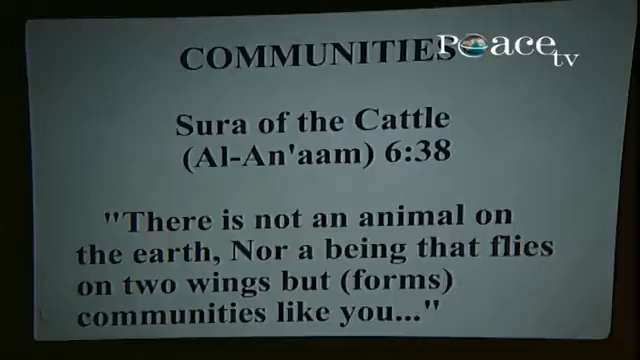 COMMUNITIES
Peace tv
Sura of the Cattle
(Al-An'aam) 6:38
"There is not an animal on
the earth, Nor a being that flies
on two wings but (forms)
communities like you..."